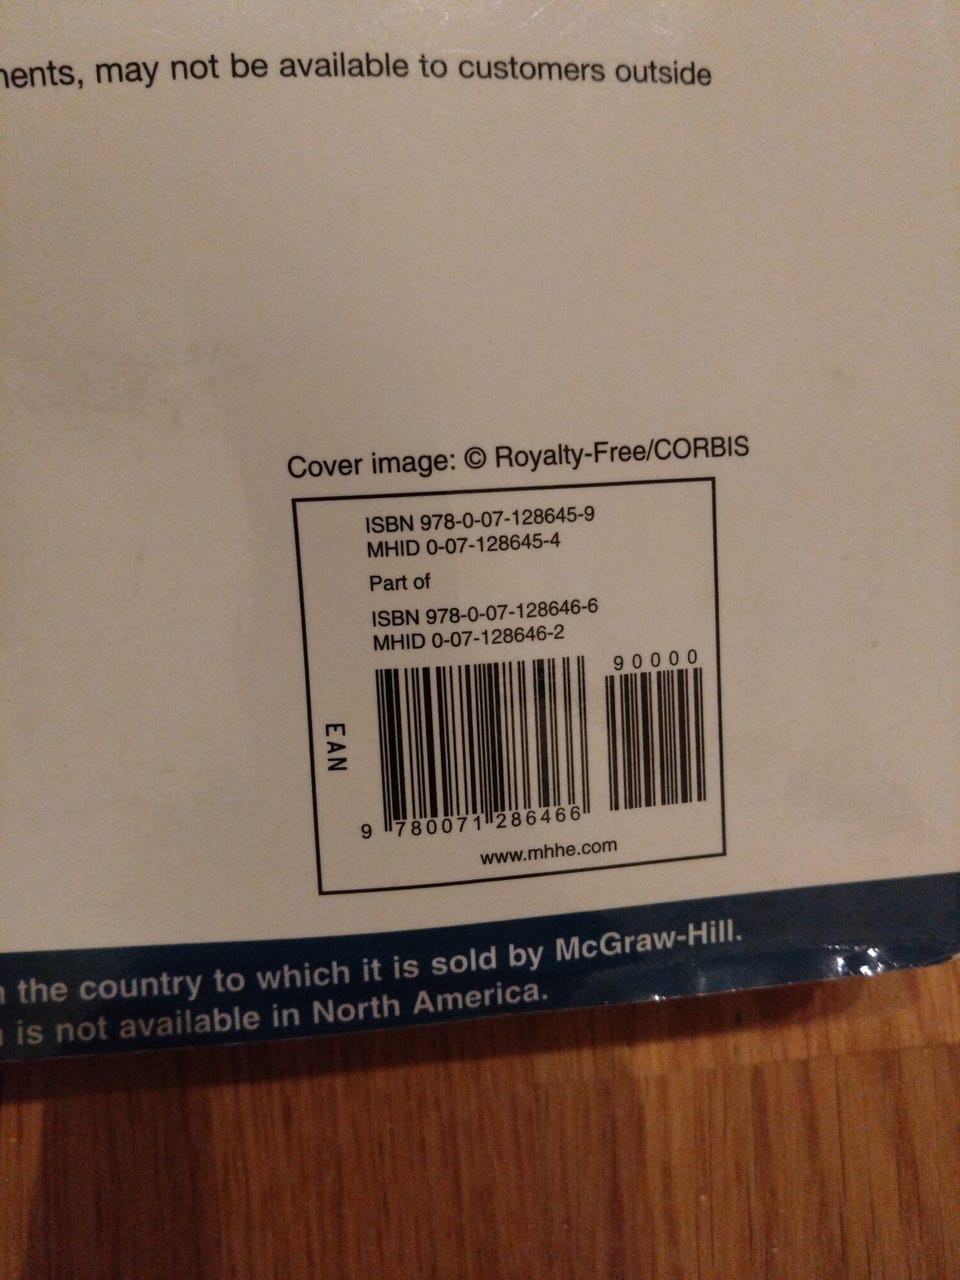 ments, may not be available to customers outside
Cover image: © Royalty-Free/CORBIS
ISBN 978-0-07-128645-9
MHID 0-07-128645-4
Part of
ISBN 978-0-07-128646-6
MHID 0-07-128646-2
90000
EAN
9 780071 286466
www.mhhe.com
the country to which it is sold by McGraw-Hill.
is not available in North America.